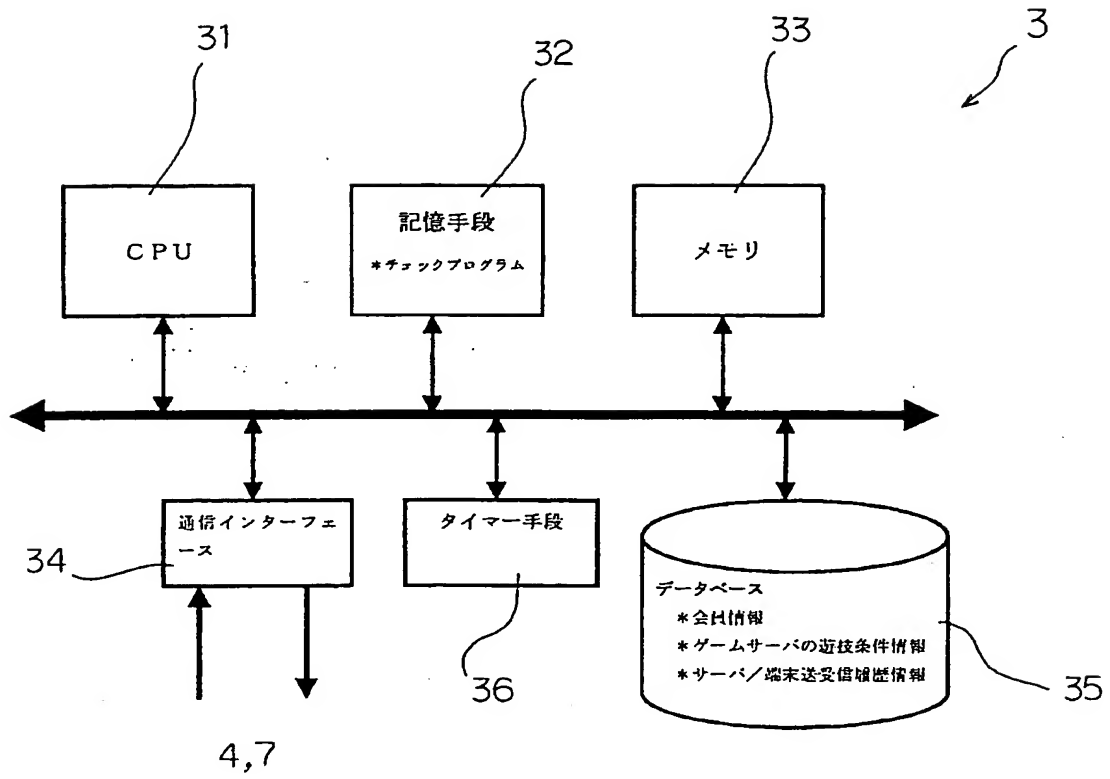 3
31
32
33
ＣＰＵ
記憶手段
＊チェックプログラム
メモリ
通信インターフェ
ース
タイマー手段
34
データベース
＊会員情報
＊ゲームサーバの遊技条件情報
＊サーバ／端末送受信履歴情報
36
35
4,7